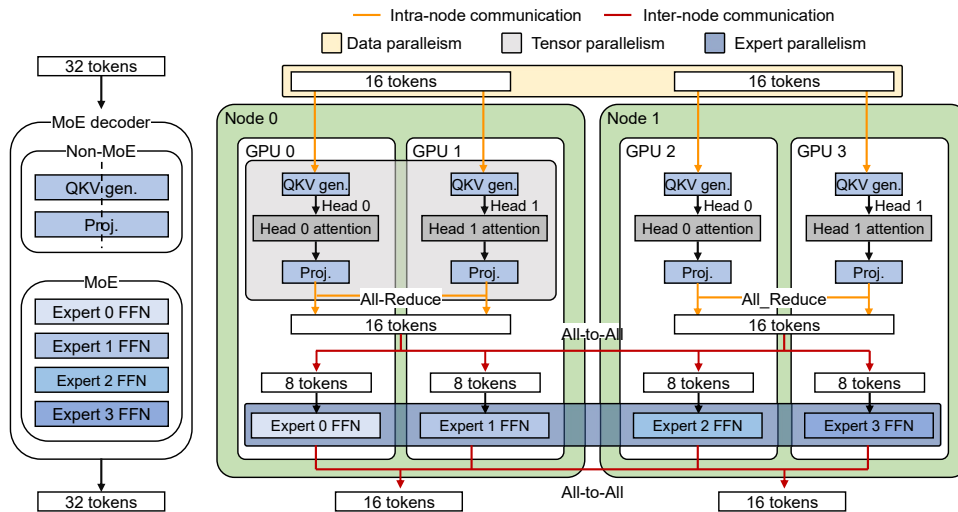 Intra-node communication
Inter-node communication
Data paralleism
Tensor parallelism
Expert parallelism
32 tokens
MoE decoder
Non-MoE
QKV gen.
Proj.
MoE
Expert 0 FFN
Expert 1 FFN
Expert 2 FFN
Expert 3 FFN
32 tokens
16 tokens
16 tokens
Node 0
Node 1
GPU 0
GPU 1
GPU 2
GPU 3
QKV gen.
QKV gen.
QKV gen.
QKV gen.
Head 0
Head 1
Head 0
Head 1
Head 0 attention
Head 1 attention
Head 0 attention
Head 1 attention
Proj.
Proj.
Proj.
Proj.
All-Reduce
All_Reduce
16 tokens
16 tokens
All-to-All
8 tokens
8 tokens
8 tokens
8 tokens
Expert 0 FFN
Expert 1 FFN
Expert 2 FFN
Expert 3 FFN
All-to-All
16 tokens
16 tokens